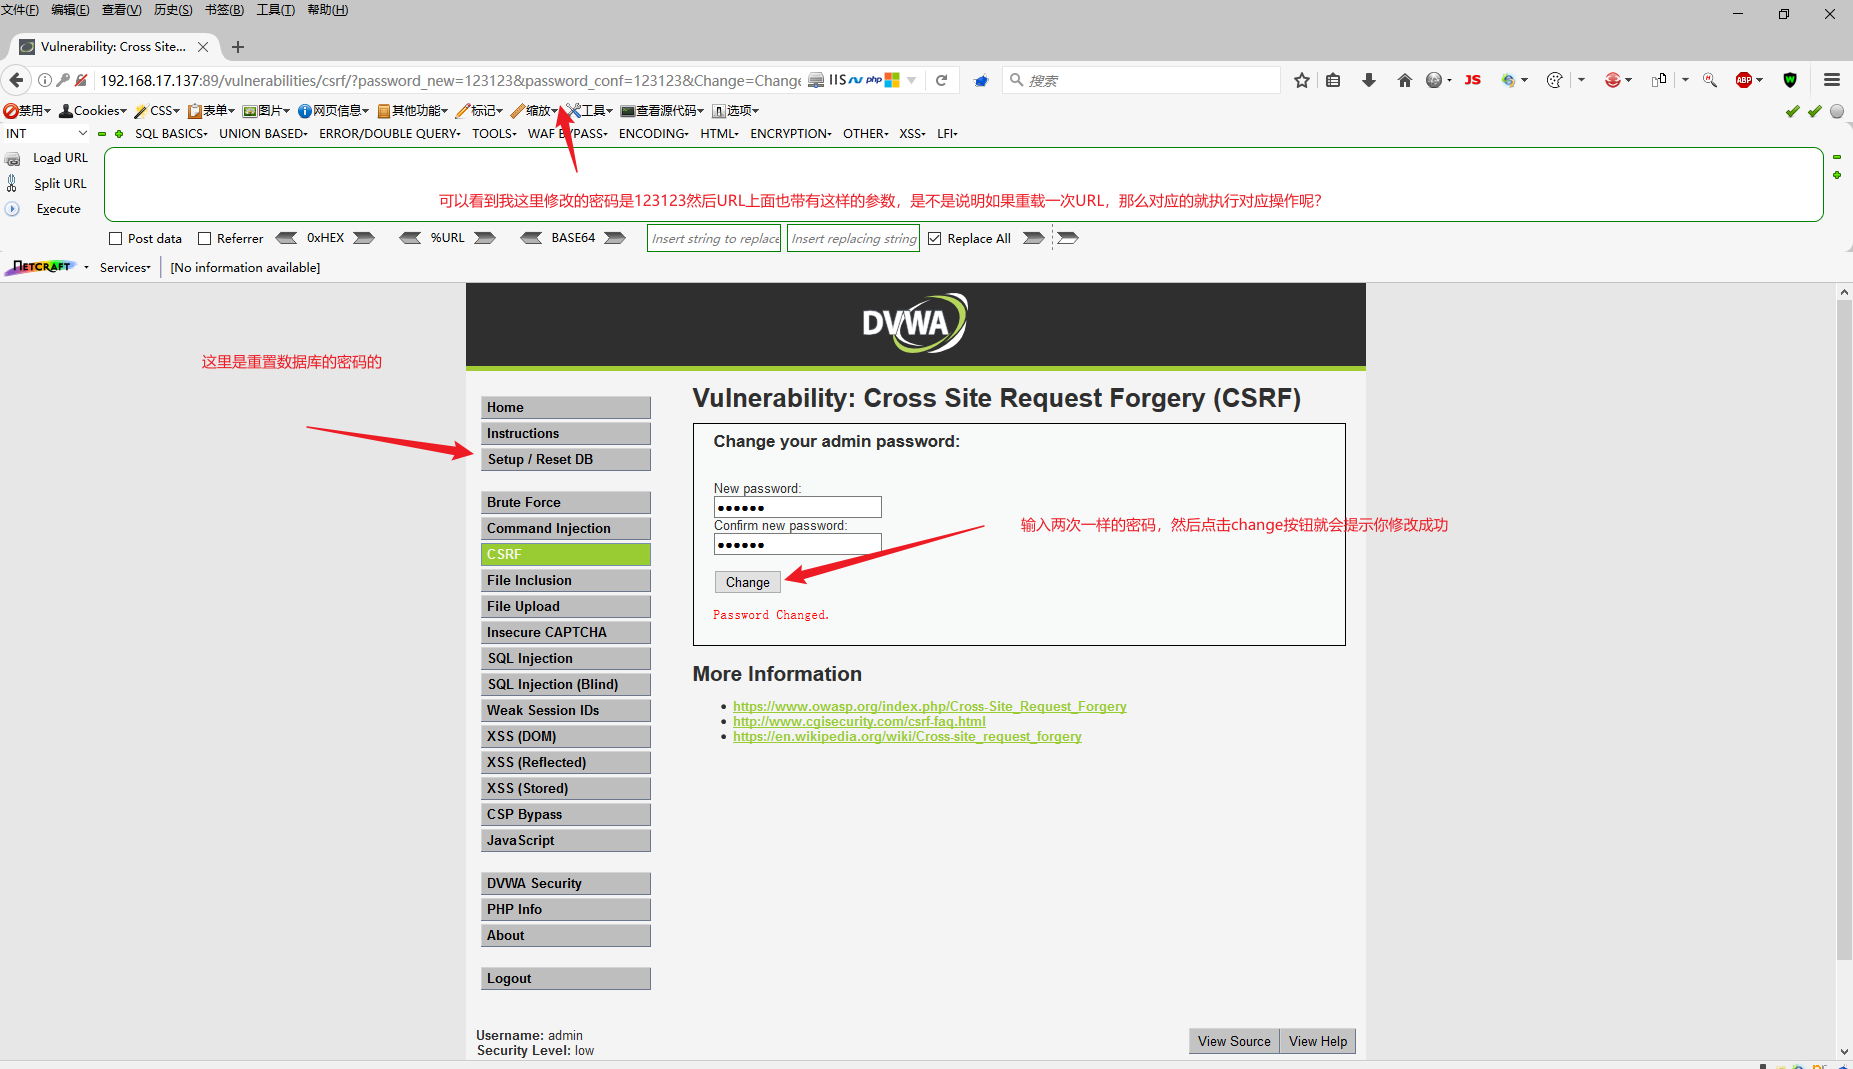 文件(F) 编辑(E) 查看(V) 历史(S) 书签(B) 工具(T) 帮助(H)
Vulnerability: Cross Site...
192.168.17.137:89/vulnerabilities/csrf/?password_new=123123&password_conf=123123&Change=Change
IIS php
搜索
JS ABP W
禁用 Cookies CSS 表单 图片 网页信息 其他功能 标记 缩放 工具 查看源代码 选项
INT SQL BASICS UNION BASED ERROR/DOUBLE QUERY TOOLS WAF BYPASS ENCODING HTML ENCRYPTION OTHER XSS LFI
Load URL
Split URL
Execute
可以看到我这里修改的密码是123123然后URL上面也带有这样的参数，是不是说明如果重载一次URL，那么对应的就执行对应操作呢？
Post data Referrer 0xHEX %URL BASE64 Insert string to replace Insert replacing string Replace All
NETCRAFT Services [No information available]
DVWA
这里是重置数据库的密码的
Home
Instructions
Setup / Reset DB
Brute Force
Command Injection
CSRF
File Inclusion
File Upload
Insecure CAPTCHA
SQL Injection
SQL Injection (Blind)
Weak Session IDs
XSS (DOM)
XSS (Reflected)
XSS (Stored)
CSP Bypass
JavaScript
DVWA Security
PHP Info
About
Logout
Vulnerability: Cross Site Request Forgery (CSRF)
Change your admin password:
New password:
••••••
Confirm new password:
••••••
输入两次一样的密码，然后点击change按钮就会提示你修改成功
Change
Password Changed.
More Information
https://www.owasp.org/index.php/Cross-Site_Request_Forgery
http://www.cgisecurity.com/csrf-faq.html
https://en.wikipedia.org/wiki/Cross-site_request_forgery
Username: admin
Security Level: low
View Source View Help